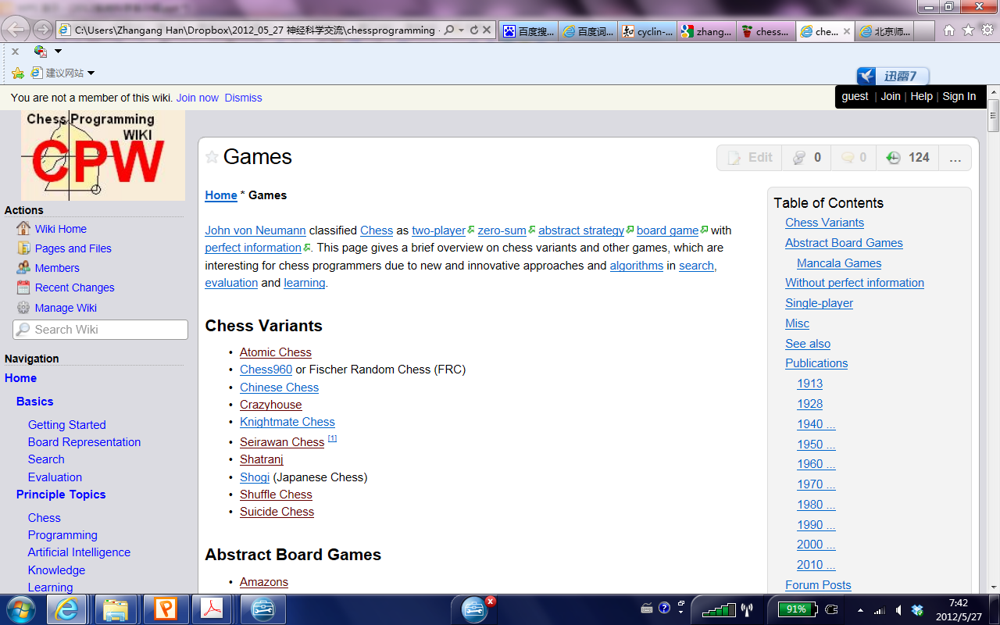 C:\Users\Zhangang Han\Dropbox\2012_05_27 神经科学交流\chessprogramming
百度搜...
百度词...
cyclin-...
zhang...
chess...
che...
北京师...
建议网站
迅雷7
You are not a member of this wiki. Join now Dismiss
guest | Join | Help | Sign In
Chess Programming
WIKI
CPW
Actions
Wiki Home
Pages and Files
Members
Recent Changes
Manage Wiki
Search Wiki
Navigation
Home
Basics
Getting Started
Board Representation
Search
Evaluation
Principle Topics
Chess
Programming
Artificial Intelligence
Knowledge
Learning
Games
Edit
0
0
124
...
Home * Games
John von Neumann classified Chess as two-player zero-sum abstract strategy board game with
perfect information. This page gives a brief overview on chess variants and other games, which are
interesting for chess programmers due to new and innovative approaches and algorithms in search,
evaluation and learning.
Chess Variants
• Atomic Chess
• Chess960 or Fischer Random Chess (FRC)
• Chinese Chess
• Crazyhouse
• Knightmate Chess
• Seirawan Chess [1]
• Shatranj
• Shogi (Japanese Chess)
• Shuffle Chess
• Suicide Chess
Abstract Board Games
• Amazons
Table of Contents
Chess Variants
Abstract Board Games
Mancala Games
Without perfect information
Single-player
Misc
See also
Publications
1913
1928
1940 ...
1950 ...
1960 ...
1970 ...
1980 ...
1990 ...
2000 ...
2010 ...
Forum Posts
91%
7:42
2012/5/27